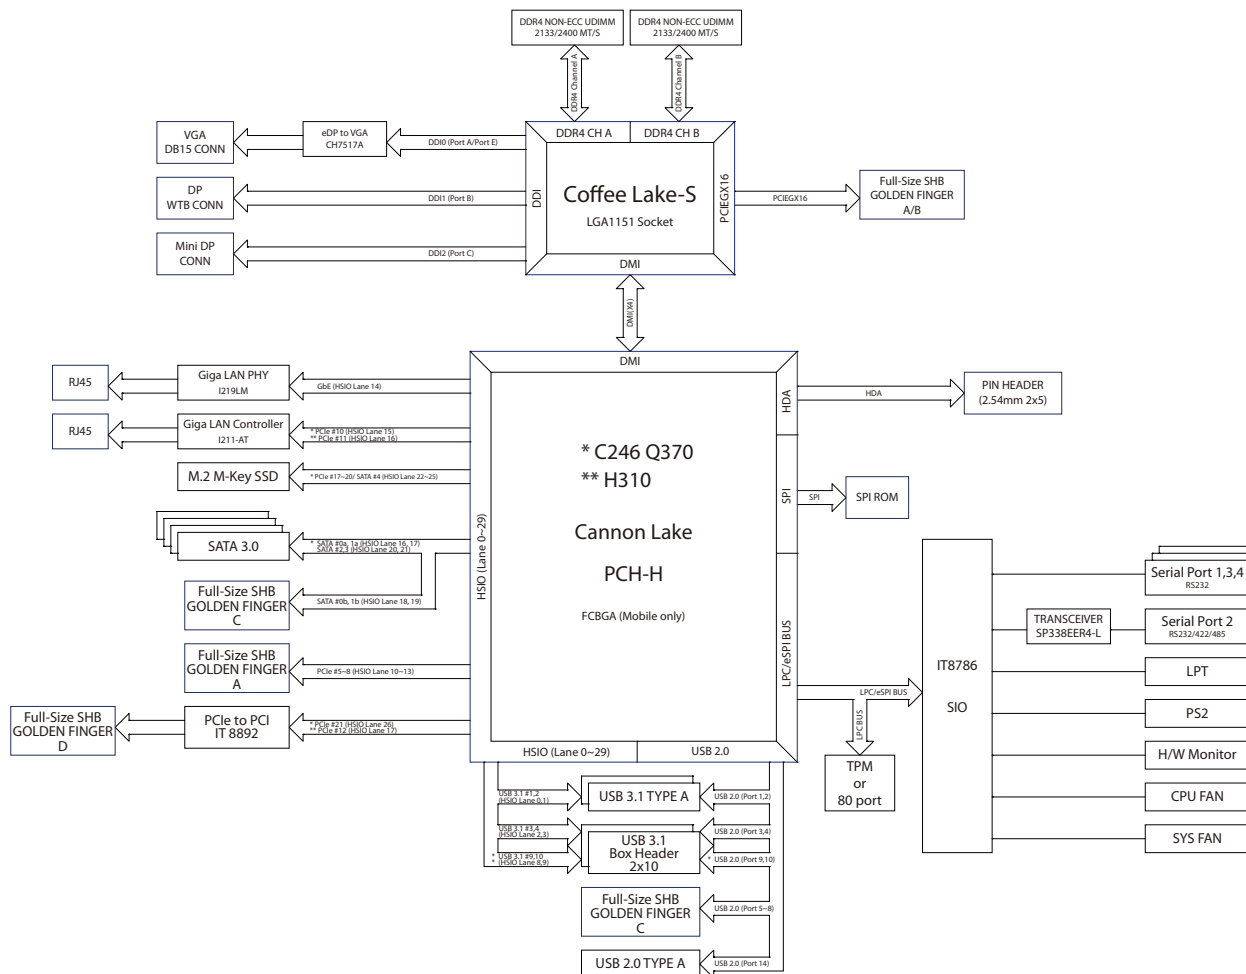 DDR4 NON-ECC UDIMM
2133/2400 MT/S
DDR4 NON-ECC UDIMM
2133/2400 MT/S
DDR4 Channel A
DDR4 Channel B
VGA
DB15 CONN
eDP to VGA
CH7517A
DDI0 (Port A/Port E)
DDR4 CH A
DDR4 CH B
DP
WTB CONN
DDI1 (Port B)
DDI
Coffee Lake-S
LGA1151 Socket
PCIEGX16
PCIEGX16
Full-Size SHB
GOLDEN FINGER
A/B
Mini DP
CONN
DDI2 (Port C)
DMI
DMI(X4)
DMI
RJ45
Giga LAN PHY
I219LM
GbE (HSIO Lane 14)
HDA
HDA
PIN HEADER
(2.54mm 2x5)
RJ45
Giga LAN Controller
I211-AT
* PCIe #10 (HSIO Lane 15)
** PCIe #11 (HSIO Lane 16)
M.2 M-Key SSD
* PCIe #17~20/ SATA #4 (HSIO Lane 22~25)
* C246 Q370
** H310
Cannon Lake
PCH-H
FCBGA (Mobile only)
SPI
SPI
SPI ROM
SATA 3.0
* SATA #0a, 1a (HSIO Lane 16, 17)
SATA #2,3 (HSIO Lane 20, 21)
HSIO (Lane 0~29)
Full-Size SHB
GOLDEN FINGER
C
SATA #0b, 1b (HSIO Lane 18, 19)
Full-Size SHB
GOLDEN FINGER
A
PCIe #5~8 (HSIO Lane 10~13)
Full-Size SHB
GOLDEN FINGER
D
PCIe to PCI
IT 8892
* PCIe #21 (HSIO Lane 26)
** PCIe #12 (HSIO Lane 17)
LPC/eSPI BUS
LPC/eSPI BUS
LPC BUS
TPM
or
80 port
IT8786
SIO
Serial Port 1,3,4
RS232
TRANSCEIVER
SP338EER4-L
Serial Port 2
RS232/422/485
LPT
PS2
H/W Monitor
CPU FAN
SYS FAN
HSIO (Lane 0~29)
USB 2.0
USB 3.1 #1,2
(HSIO Lane 0,1)
USB 3.1 TYPE A
USB 2.0 (Port 1,2)
USB 3.1 #3,4
(HSIO Lane 2,3)
* USB 3.1 #9,10
* (HSIO Lane 8,9)
USB 3.1
Box Header
2x10
USB 2.0 (Port 3,4)
* USB 2.0 (Port 9,10)
Full-Size SHB
GOLDEN FINGER
C
USB 2.0 (Port 5~8)
USB 2.0 TYPE A
USB 2.0 (Port 14)